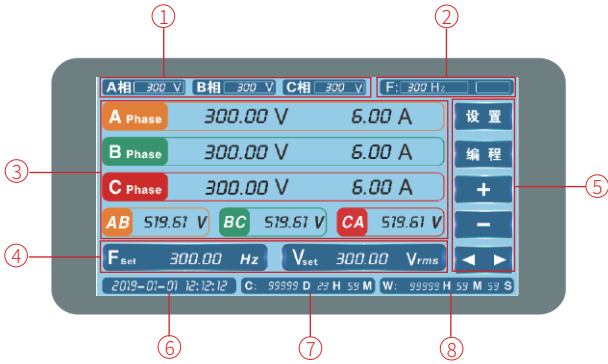 ① ②
A相 300 V B相 300 V C相 300 V F: 300 Hz
A Phase 300.00 V 6.00 A 设置
B Phase 300.00 V 6.00 A 编程
③ C Phase 300.00 V 6.00 A + ⑤
AB 519.61 V BC 519.61 V CA 519.61 V −
④ Fset 300.00 Hz Vset 300.00 Vrms ◀ ▶
2019-01-01 12:12:12 C: 99999 D 23 H 59 M W: 99999 H 59 M 59 S
⑥ ⑦ ⑧